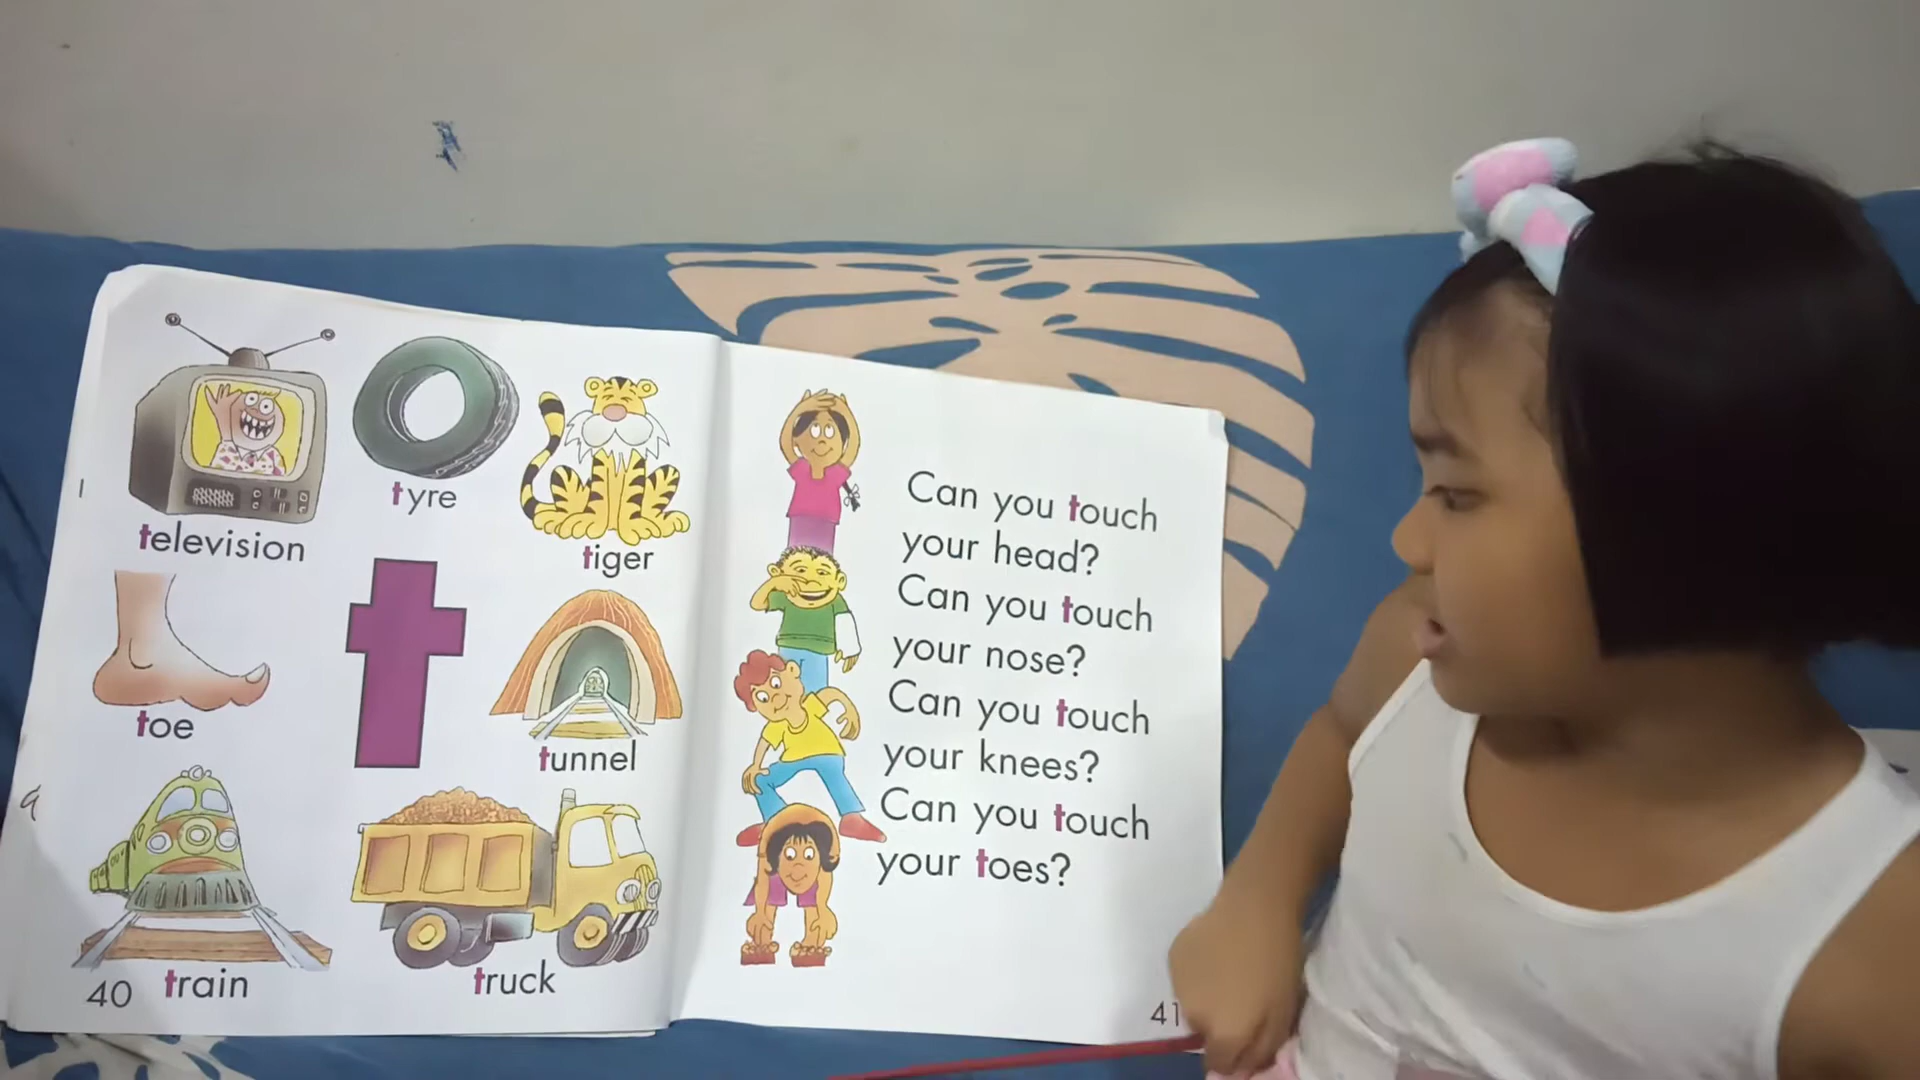 television
tyre
tiger
toe
t
tunnel
train
truck
40
Can you touch
your head?
Can you touch
your nose?
Can you touch
your knees?
Can you touch
your toes?
41